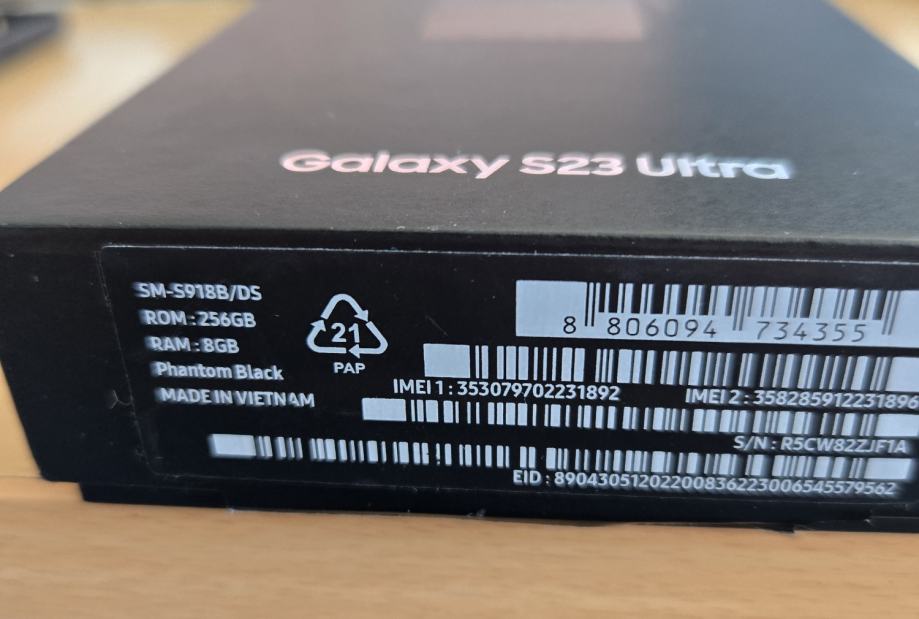 Galaxy S23 Ultra
SM-S918B/DS
ROM : 256GB
RAM : 8GB
Phantom Black
MADE IN VIETNAM
21
PAP
8 806094 734355
IMEI 1 : 353079702231892
IMEI 2 : 358285912231896
S/N : R5CW82ZJF1A
EID : 89043051202200836223006545579562